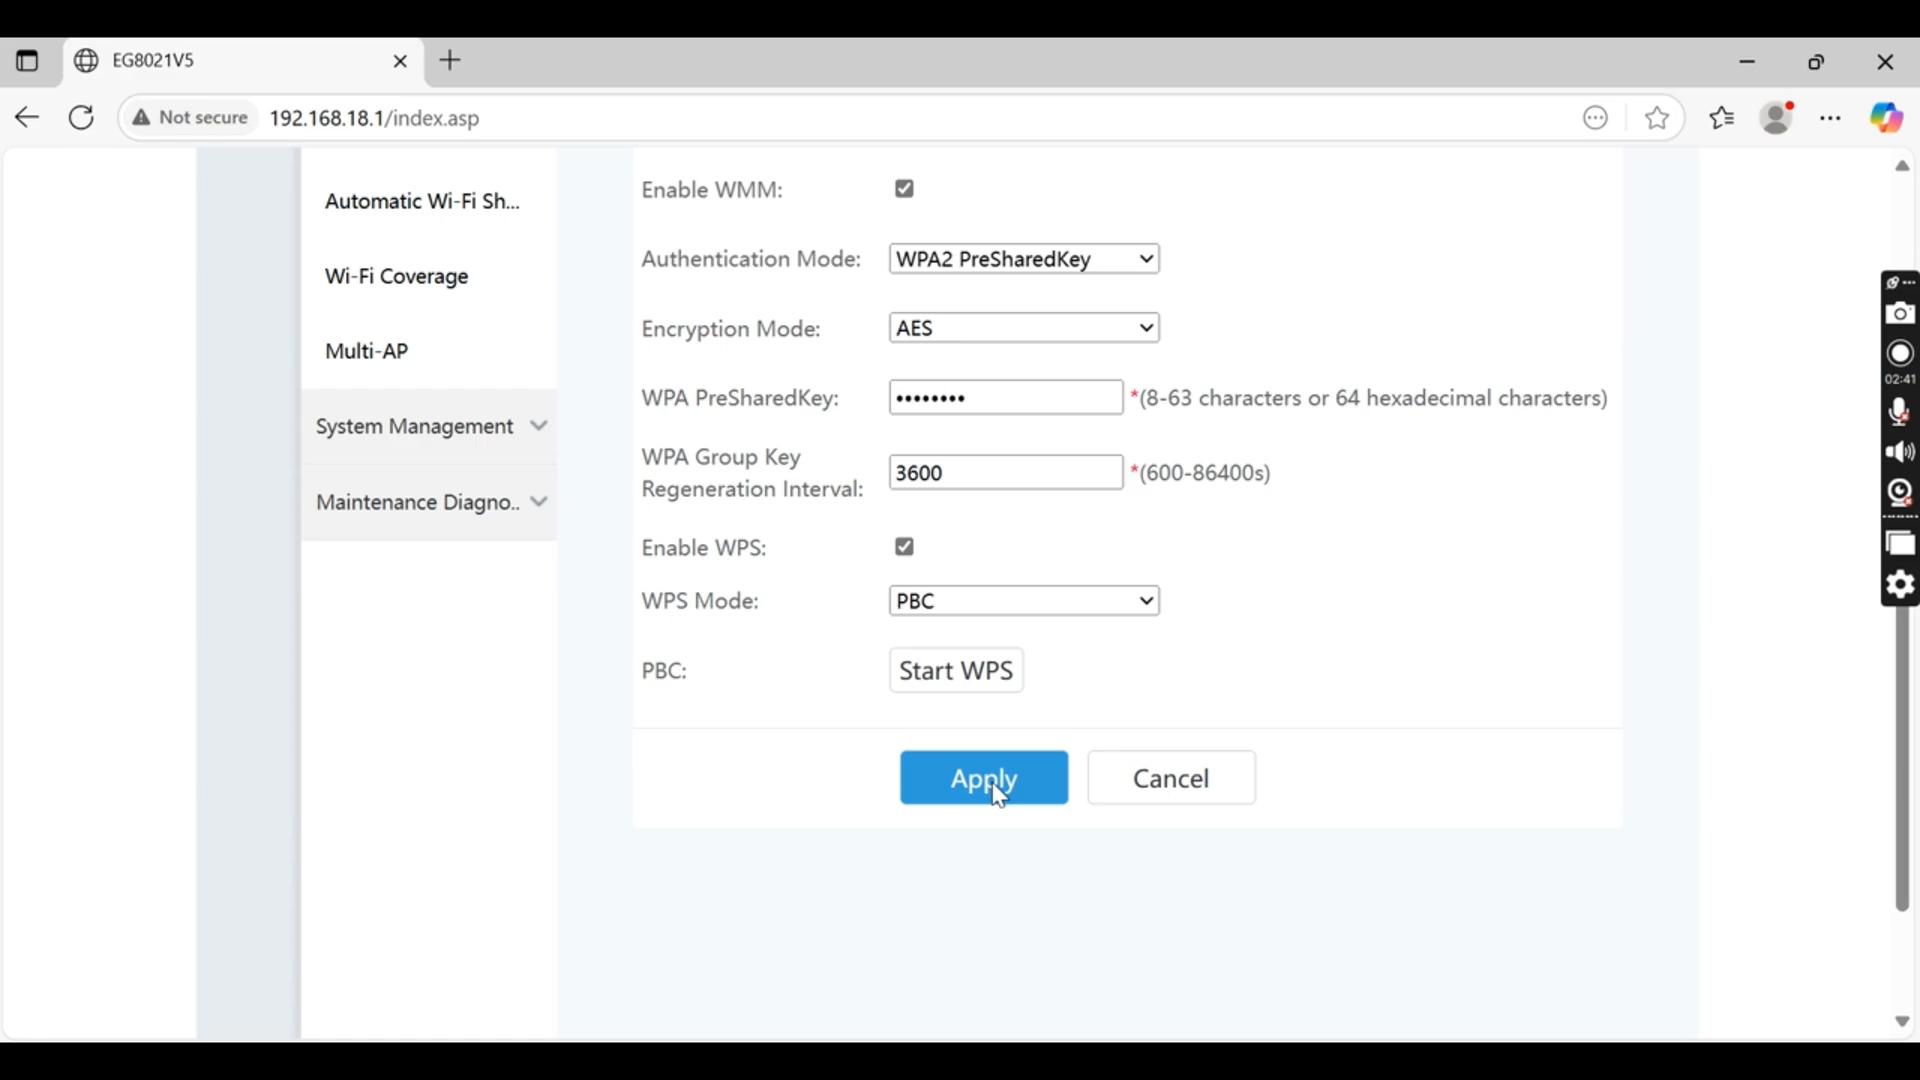 EG8021V5
Not secure
192.168.18.1/index.asp
Automatic Wi-Fi Sh...
Wi-Fi Coverage
Multi-AP
System Management
Maintenance Diagno..
Enable WMM:
Authentication Mode: WPA2 PreSharedKey
Encryption Mode: AES
WPA PreSharedKey: •••••••• *(8-63 characters or 64 hexadecimal characters)
WPA Group Key
Regeneration Interval: 3600 *(600-86400s)
Enable WPS:
WPS Mode: PBC
PBC: Start WPS
Apply Cancel
02:41